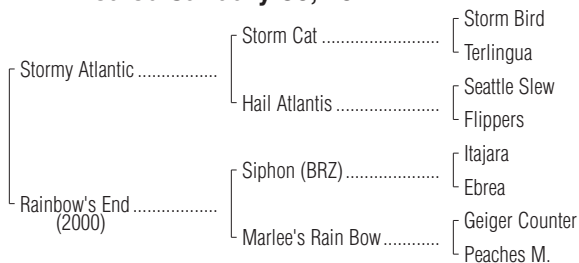 Storm Bird
Storm Cat ..........................
Terlingua
Stormy Atlantic .................
Seattle Slew
Hail Atlantis ......................
Flippers
Itajara
Siphon (BRZ) ....................
Ebrea
Rainbow's End ..................
(2000)
Geiger Counter
Marlee's Rain Bow ............
Peaches M.